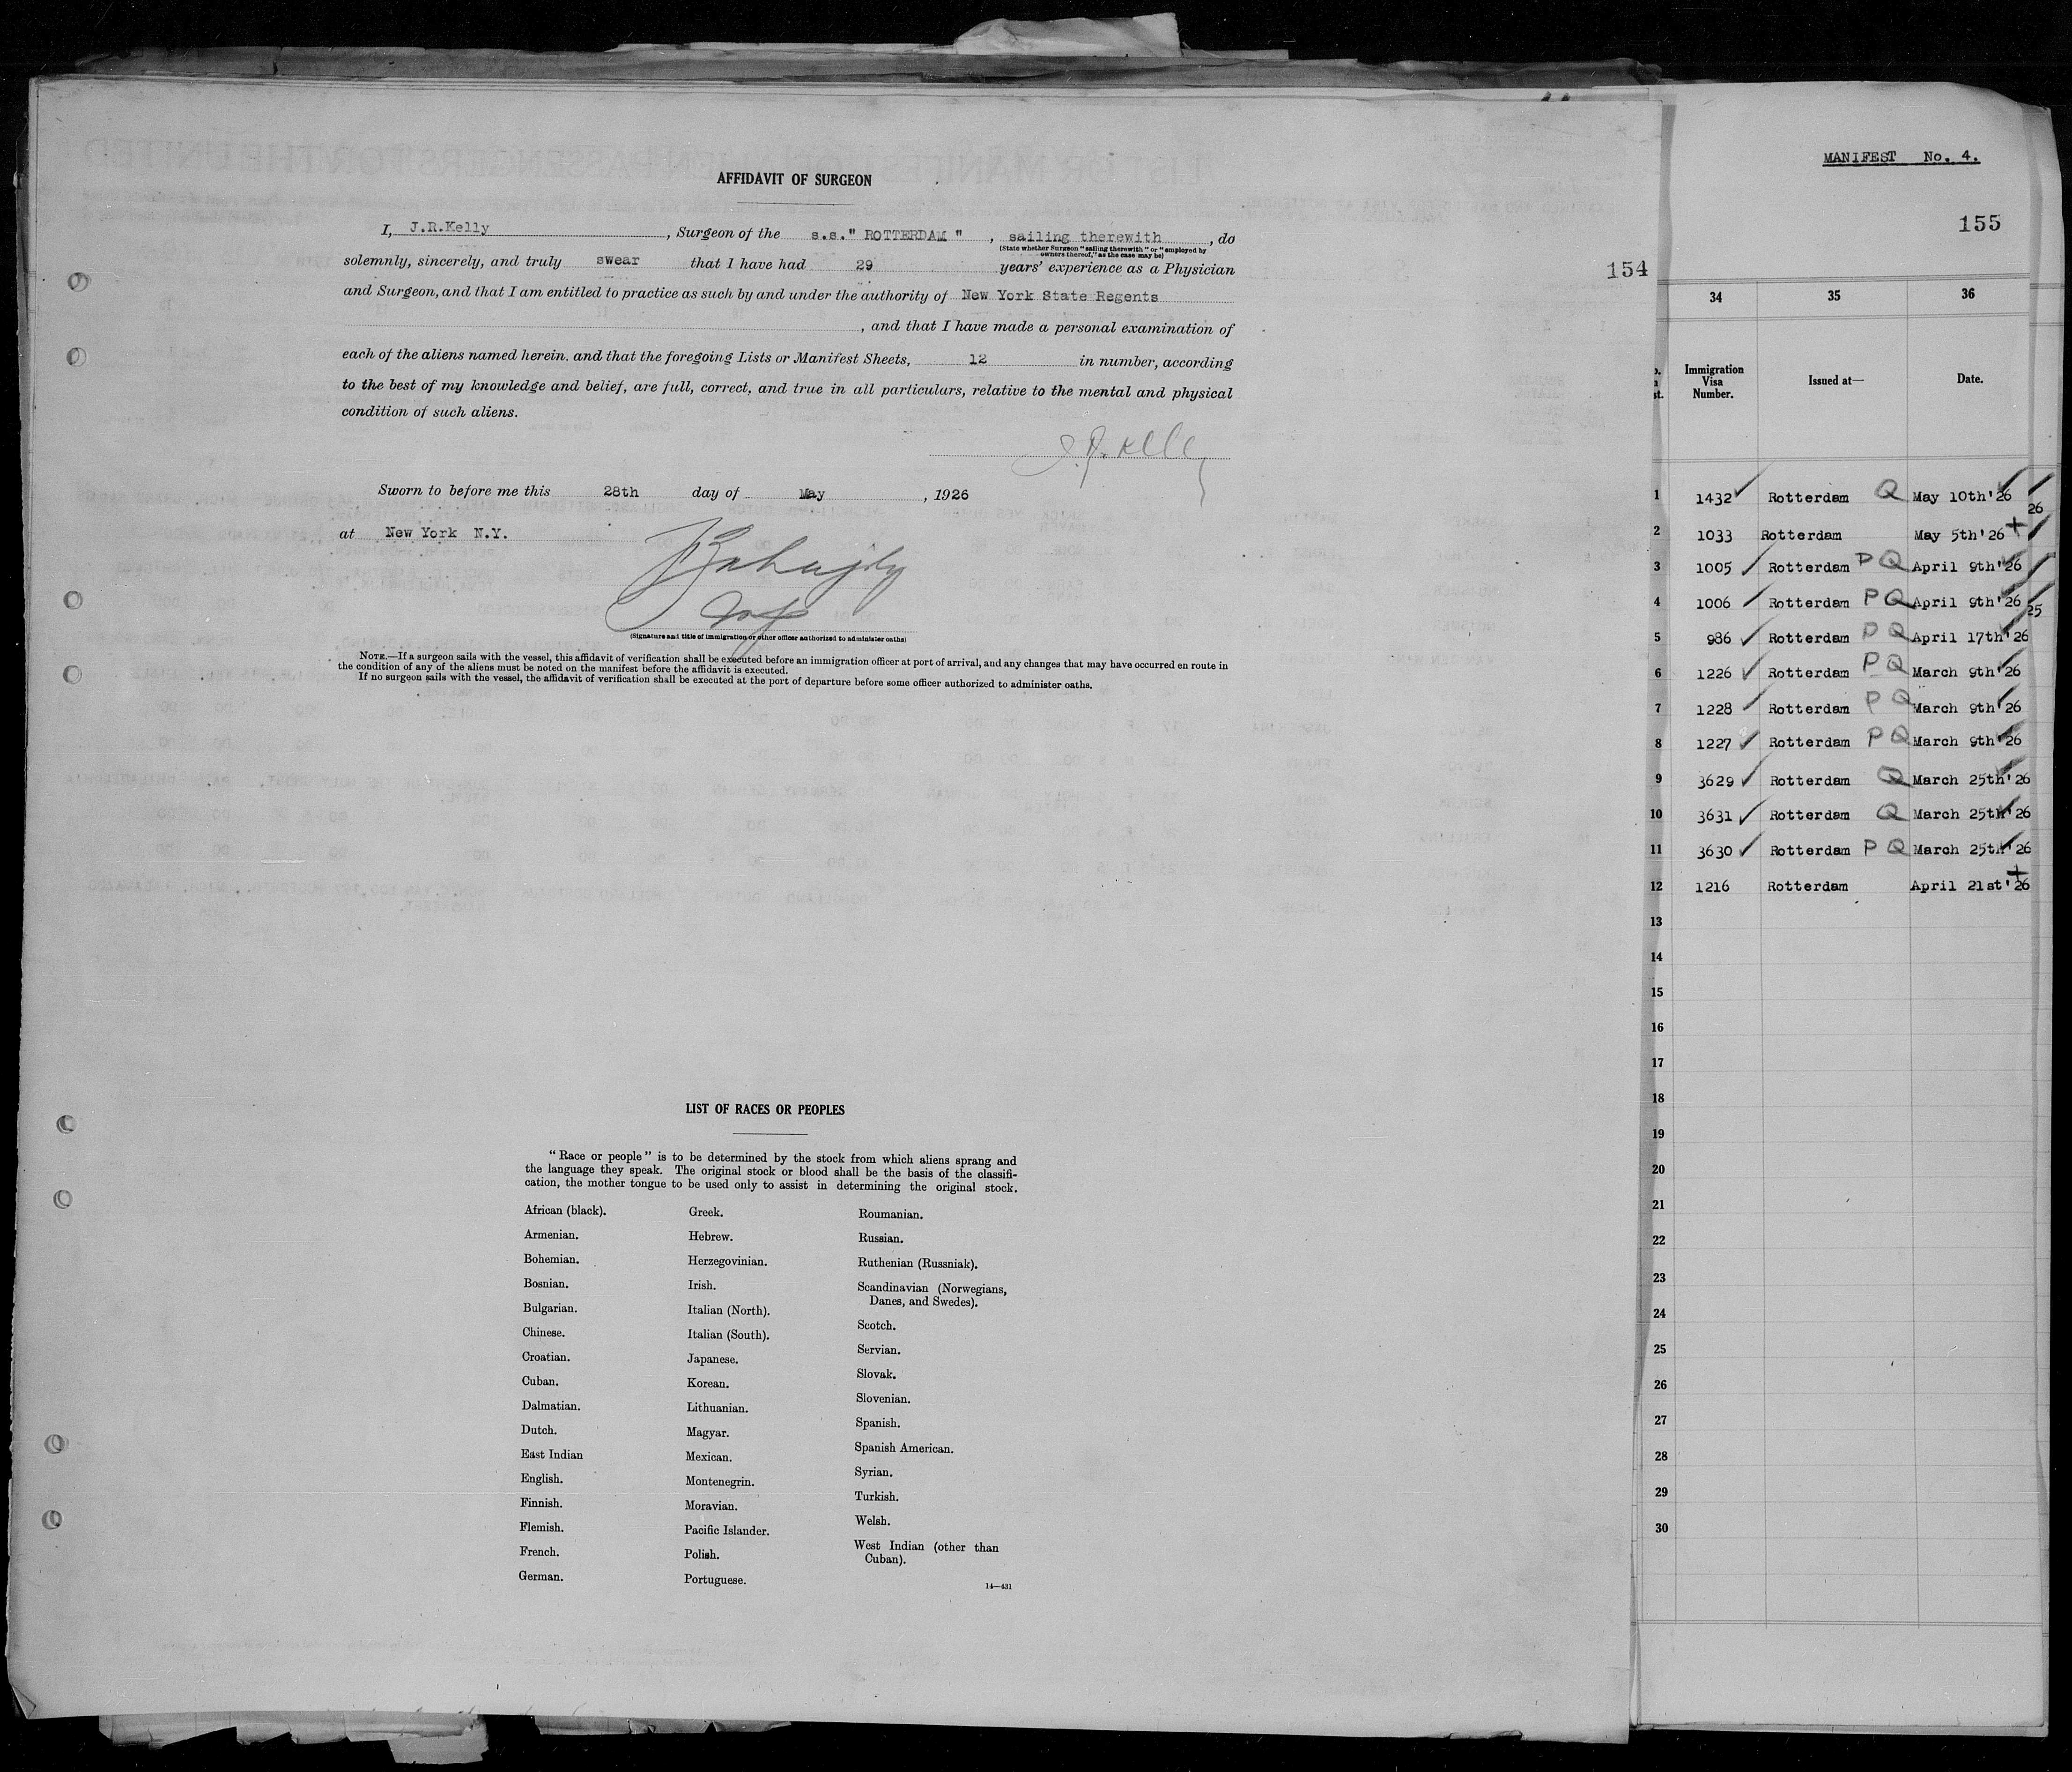 AFFIDAVIT OF SURGEON
I, J.R.Kelly , Surgeon of the s.s." ROTTERDAM " , sailing therewith , do
(State whether Surgeon "sailing therewith" or "employed by
owners thereof," as the case may be)
solemnly, sincerely, and truly swear that I have had 29 years' experience as a Physician
and Surgeon, and that I am entitled to practice as such by and under the authority of New York State Regents
, and that I have made a personal examination of
each of the aliens named herein. and that the foregoing Lists or Manifest Sheets, 12 in number, according
to the best of my knowledge and belief, are full, correct, and true in all particulars, relative to the mental and physical
condition of such aliens.
J.R. Kelly
Sworn to before me this 28th day of May , 1926
at New York N.Y.
(Signature and title of immigration or other officer authorized to administer oaths)
NOTE.—If a surgeon sails with the vessel, this affidavit of verification shall be executed before an immigration officer at port of arrival, and any changes that may have occurred en route in
the condition of any of the aliens must be noted on the manifest before the affidavit is executed.
If no surgeon sails with the vessel, the affidavit of verification shall be executed at the port of departure before some officer authorized to administer oaths.
154
LIST OF RACES OR PEOPLES
"Race or people" is to be determined by the stock from which aliens sprang and
the language they speak. The original stock or blood shall be the basis of the classifi-
cation, the mother tongue to be used only to assist in determining the original stock.
African (black).
Armenian.
Bohemian.
Bosnian.
Bulgarian.
Chinese.
Croatian.
Cuban.
Dalmatian.
Dutch.
East Indian
English.
Finnish.
Flemish.
French.
German.
Greek.
Hebrew.
Herzegovinian.
Irish.
Italian (North).
Italian (South).
Japanese.
Korean.
Lithuanian.
Magyar.
Mexican.
Montenegrin.
Moravian.
Pacific Islander.
Polish.
Portuguese.
Roumanian.
Russian.
Ruthenian (Russniak).
Scandinavian (Norwegians,
Danes, and Swedes).
Scotch.
Servian.
Slovak.
Slovenian.
Spanish.
Spanish American.
Syrian.
Turkish.
Welsh.
West Indian (other than
Cuban).
14—431
MANIFEST No. 4.
155
34 35 36
Immigration
Visa
Number.
Issued at—
Date.
1 1432 ✓ Rotterdam Q May 10th'26
26
2 1033 Rotterdam May 5th'26 +
3 1005 ✓ Rotterdam P Q April 9th'26
4 1006 ✓ Rotterdam P Q April 9th'26
25
5 986 ✓ Rotterdam P Q April 17th'26
6 1226 ✓ Rotterdam P Q March 9th'26
7 1228 ✓ Rotterdam P Q March 9th'26
8 1227 ✓ Rotterdam P Q March 9th'26
9 3629 ✓ Rotterdam Q March 25th'26
10 3631 ✓ Rotterdam Q March 25th'26
11 3630 ✓ Rotterdam P Q March 25th'26
12 1216 Rotterdam April 21st'26 +
13
14
15
16
17
18
19
20
21
22
23
24
25
26
27
28
29
30